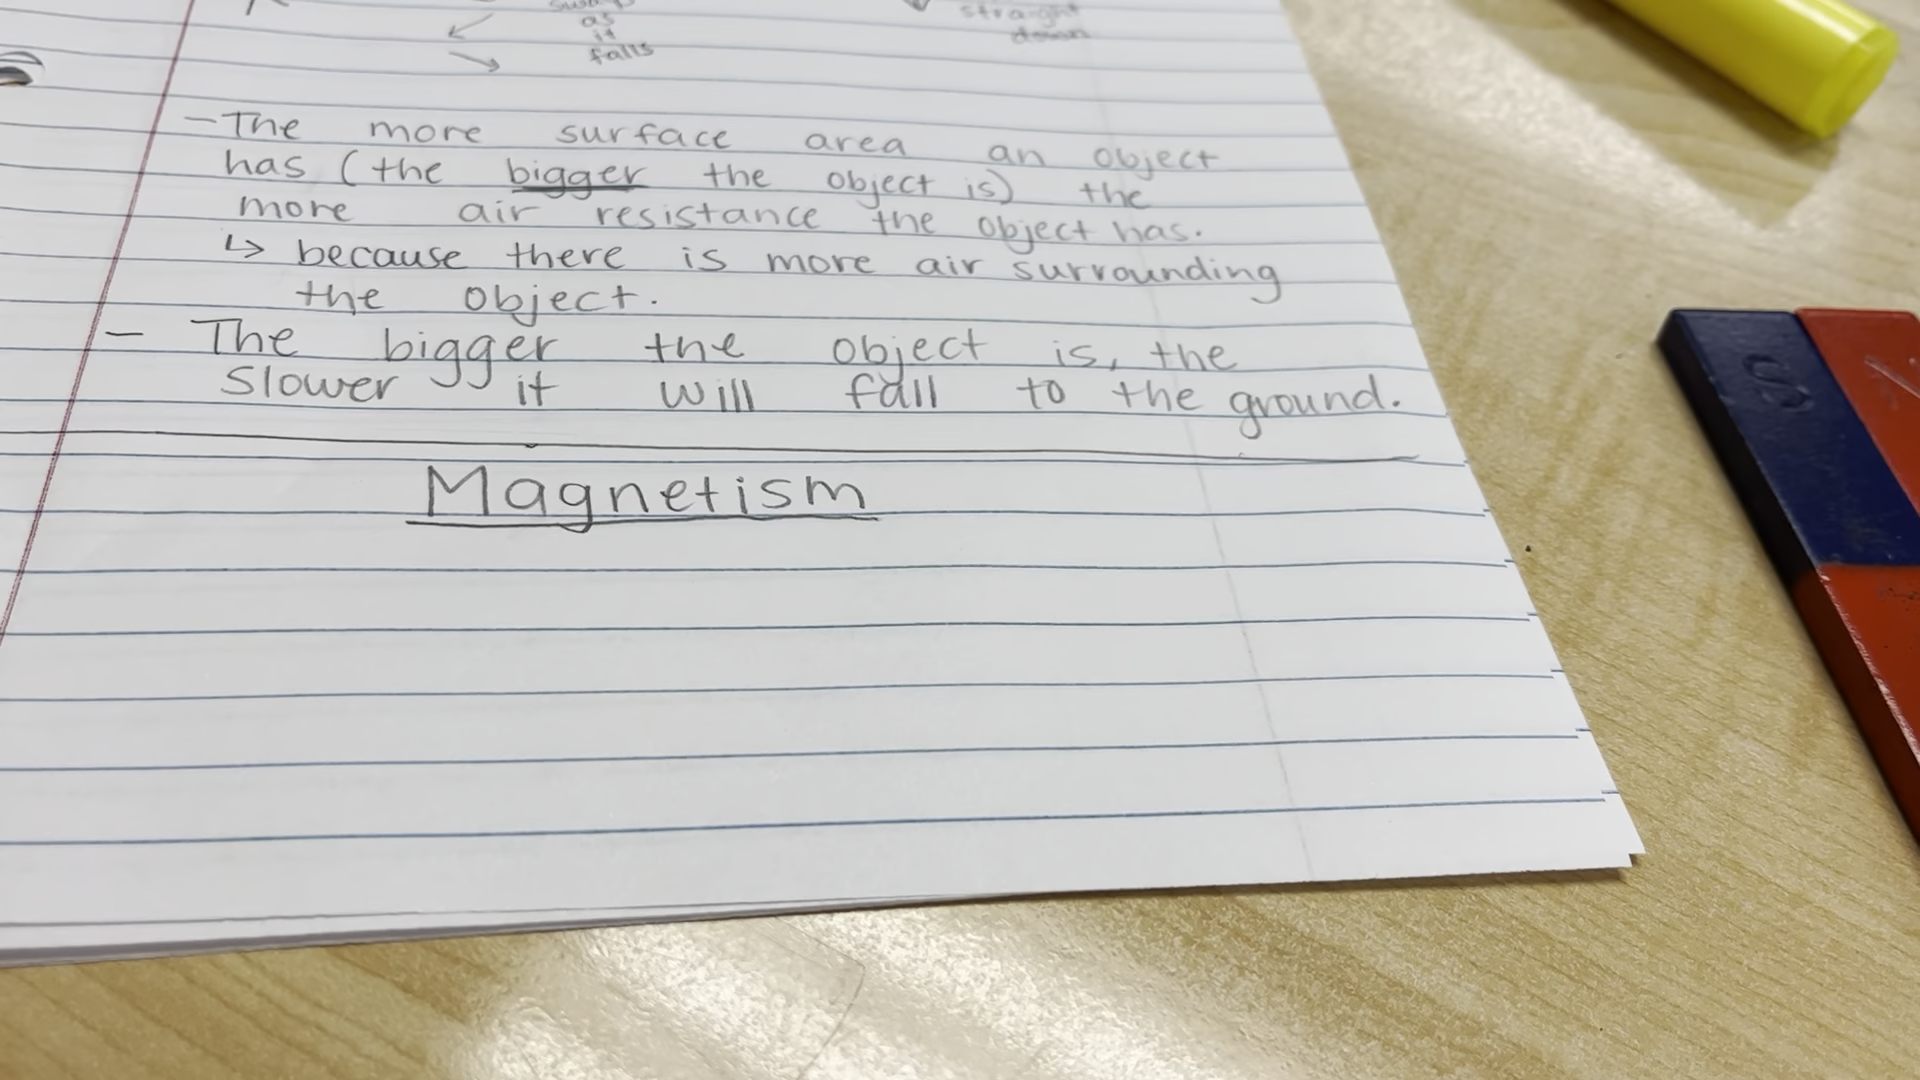 as
it
falls
straight
down
- The more surface area an object
has (the bigger the object is) the
more air resistance the object has.
↳ because there is more air surrounding
the object.
- The bigger the object is, the
slower it will fall to the ground.
Magnetism
S